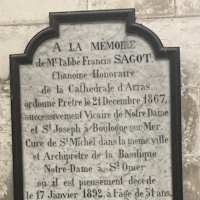 A LA MÉMOIRE
de Mr l'abbé Francis SAGOT
Chanoine Honoraire
de la Cathédrale d'Arras,
ordonné Prêtre le 21 Décembre 1867,
successivement Vicaire de Notre Dame
et St Joseph à Boulogne-sur-Mer
Curé de St Michel dans la même ville
et Archiprêtre de la Basilique
Notre-Dame à St Omer
où il est pieusement décédé
le 17 Janvier 1892, à l'âge de 51 ans.